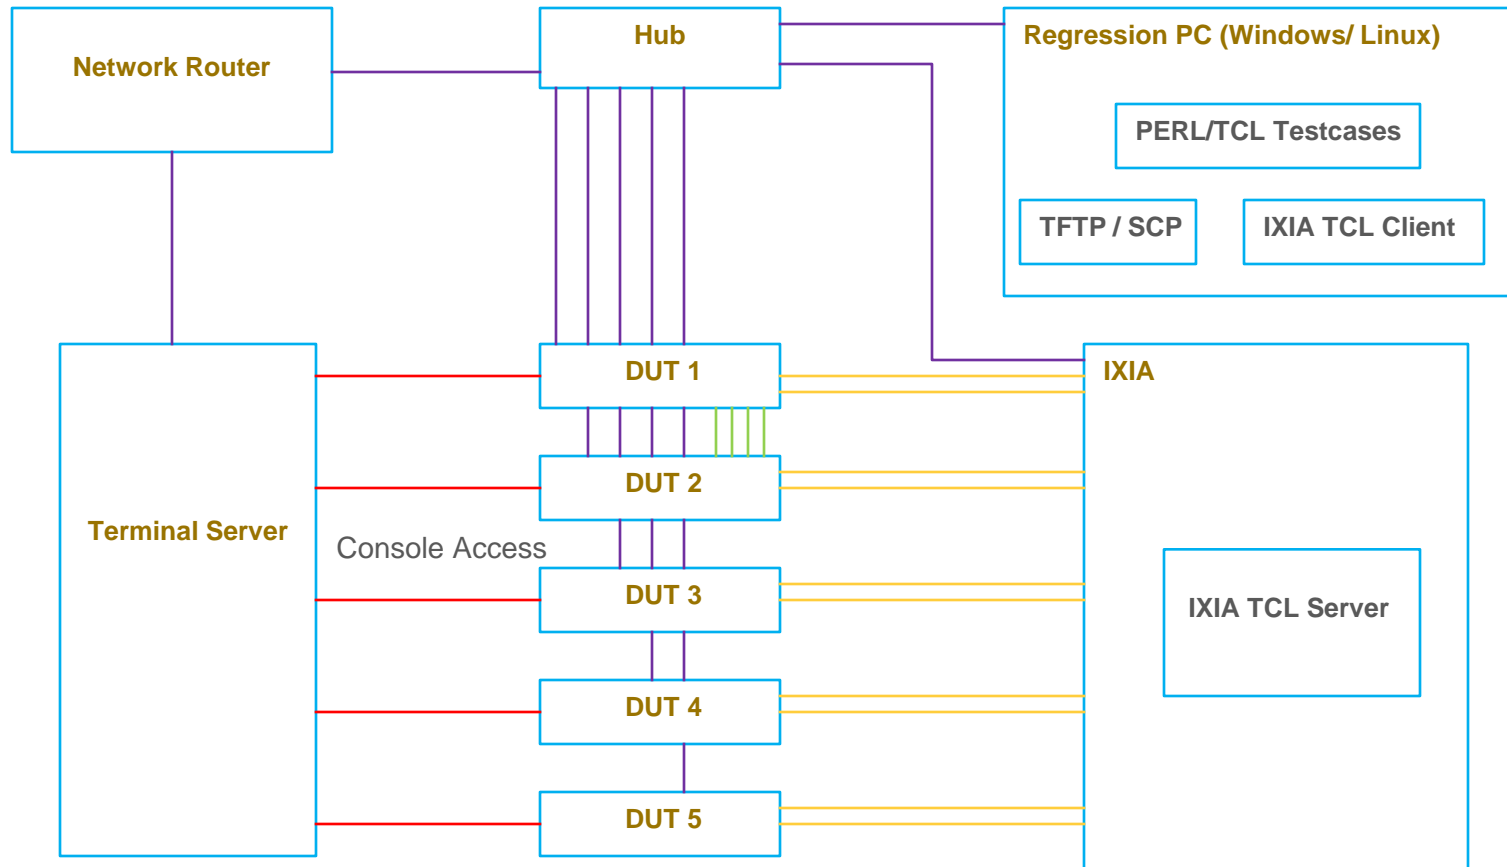 Network Router
Hub
Regression PC (Windows/ Linux)
PERL/TCL Testcases
TFTP / SCP
IXIA TCL Client
DUT 1
IXIA
DUT 2
Terminal Server
Console Access
DUT 3
IXIA TCL Server
DUT 4
DUT 5